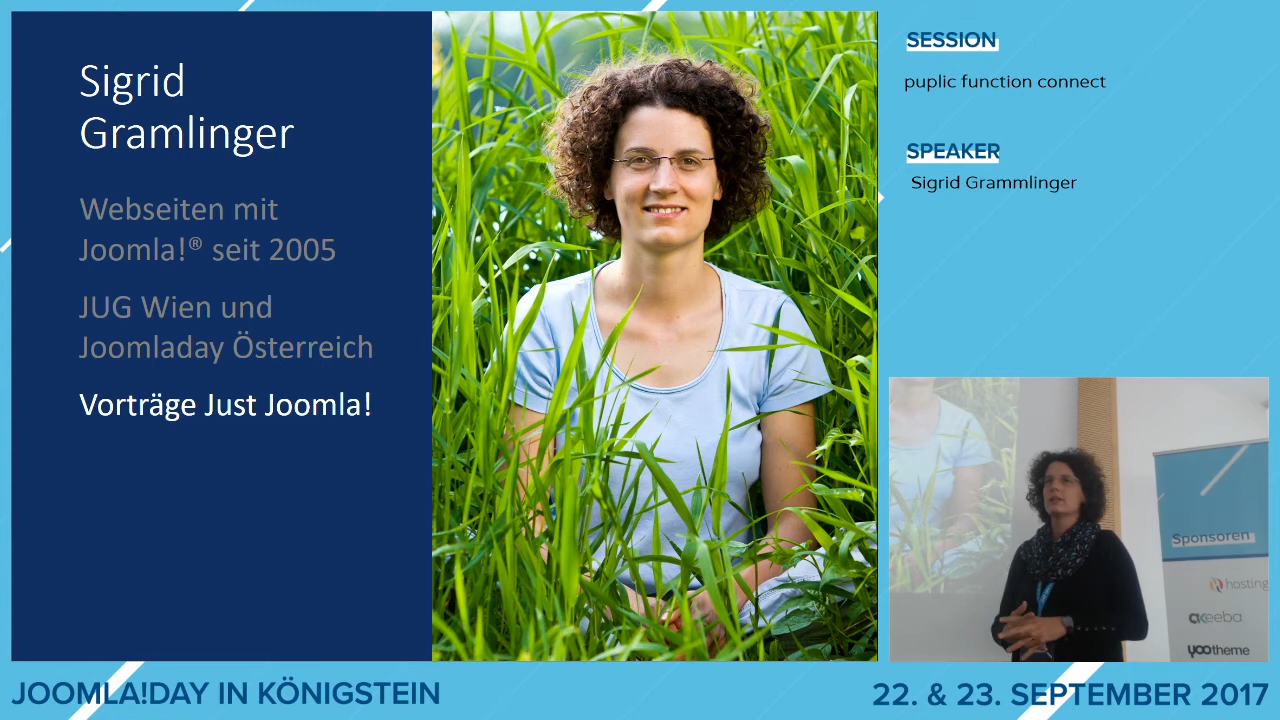 Sigrid
Gramlinger
Webseiten mit
Joomla!® seit 2005
JUG Wien und
Joomladay Österreich
Vorträge Just Joomla!
SESSION
puplic function connect
SPEAKER
Sigrid Grammlinger
Sponsoren
hosting
akeeba
yootheme
JOOMLA!DAY IN KÖNIGSTEIN
22. & 23. SEPTEMBER 2017